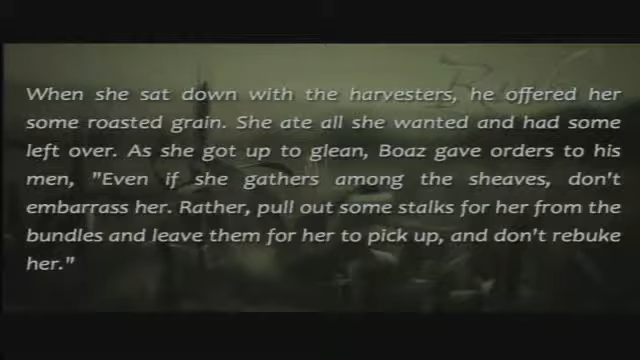 When she sat down with the harvesters, he offered her
some roasted grain. She ate all she wanted and had some
left over. As she got up to glean, Boaz gave orders to his
men, "Even if she gathers among the sheaves, don't
embarrass her. Rather, pull out some stalks for her from the
bundles and leave them for her to pick up, and don't rebuke
her."